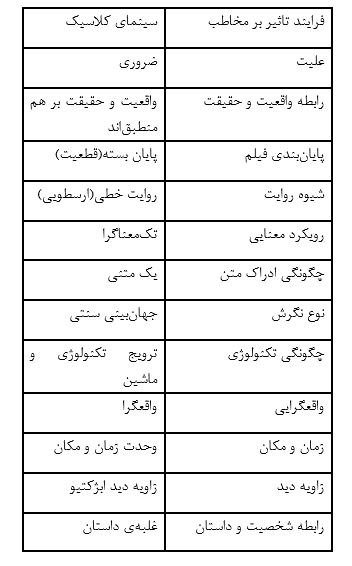 فرایند تاثیر بر مخاطب	سینمای کلاسیک
علیت	ضروری
رابطه واقعیت و حقیقت	واقعیت و حقیقت بر هم
منطبق‌اند
پایان‌بندی فیلم	پایان بسته(قطعیت)
شیوه روایت	روایت خطی(ارسطویی)
رویکرد معنایی	تک‌معناگرا
چگونگی ادراک متن	یک متنی
نوع نگرش	جهان‌بینی سنتی
چگونگی تکنولوژی	ترویج تکنولوژی و
ماشین
واقعگرایی	واقعگرا
زمان و مکان	وحدت زمان و مکان
زاویه دید	زاویه دید ابژکتیو
رابطه شخصیت و داستان	غلبه‌ی داستان